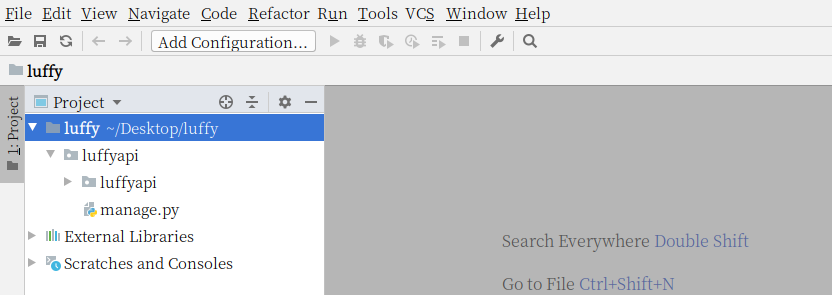 File Edit View Navigate Code Refactor Run Tools VCS Window Help
Add Configuration...
luffy
1: Project
Project
luffy ~/Desktop/luffy
luffyapi
luffyapi
manage.py
External Libraries
Scratches and Consoles
Search Everywhere Double Shift
Go to File Ctrl+Shift+N